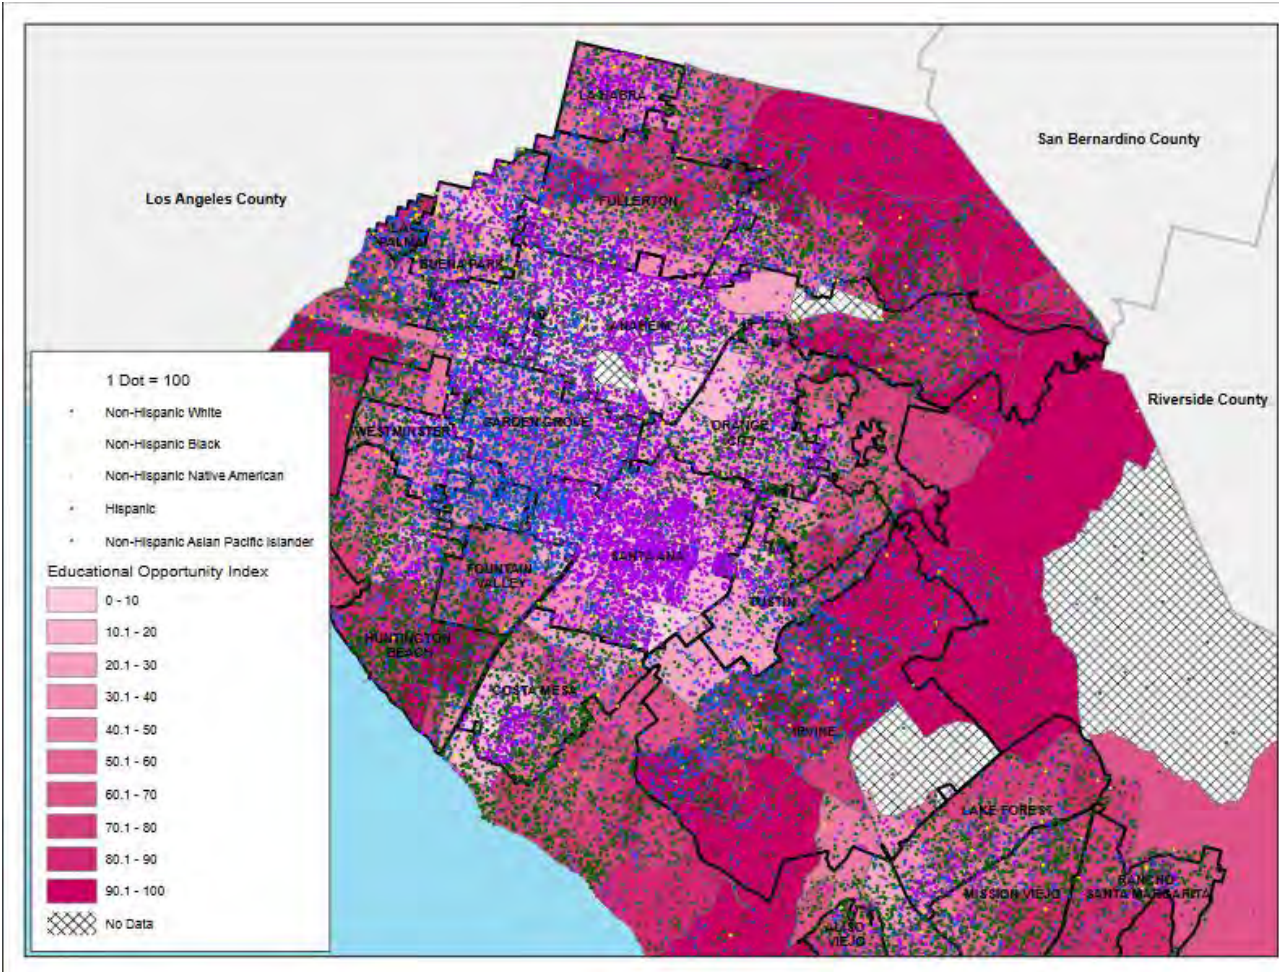 LA HABRA
San Bernardino County
Los Angeles County
FULLERTON
LA
PALMA
BUENA PARK
ANAHEIM
Riverside County
1 Dot = 100
Non-Hispanic White
Non-Hispanic Black
Non-Hispanic Native American
Hispanic
Non-Hispanic Asian Pacific Islander
Educational Opportunity Index
0 - 10
10.1 - 20
20.1 - 30
30.1 - 40
40.1 - 50
50.1 - 60
60.1 - 70
70.1 - 80
80.1 - 90
90.1 - 100
No Data
WESTMINSTER
GARDEN GROVE
ORANGE
CITY
SANTA ANA
FOUNTAIN
VALLEY
TUSTIN
HUNTINGTON
BEACH
COSTA MESA
IRVINE
LAKE FOREST
MISSION VIEJO
RANCHO
SANTA MARGARITA
ALISO
VIEJO